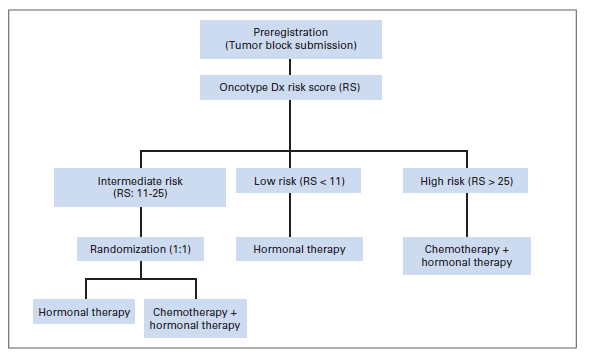 Preregistration
(Tumor block submission)
Oncotype Dx risk score (RS)
Intermediate risk
(RS: 11-25)
Low risk (RS < 11)
High risk (RS > 25)
Randomization (1:1)
Hormonal therapy
Chemotherapy +
hormonal therapy
Hormonal therapy
Chemotherapy +
hormonal therapy